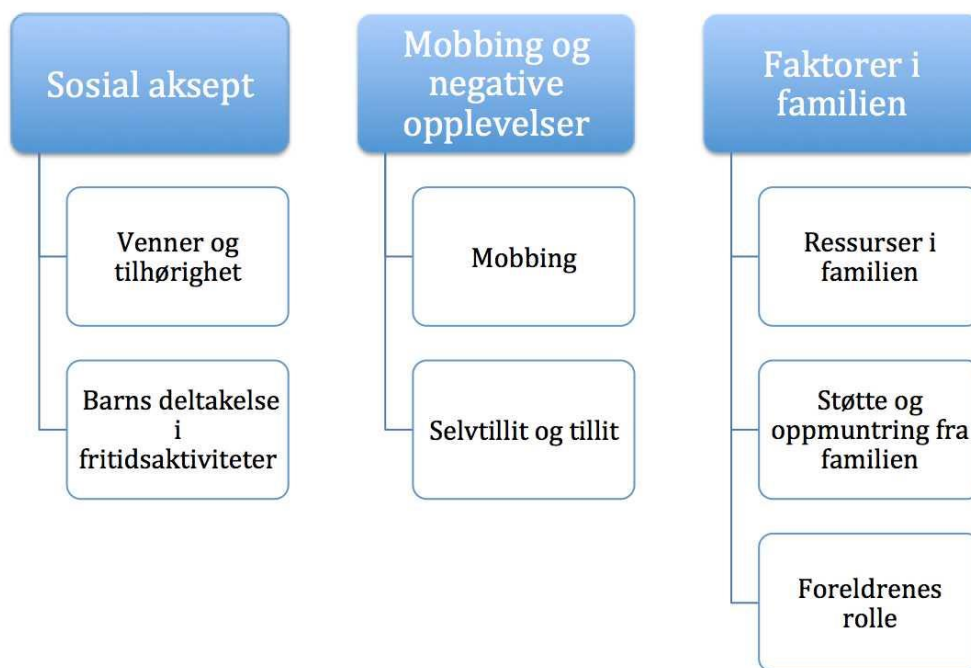 Sosial aksept
Venner og
tilhørighet
Barns deltakelse
i
fritidsaktiviteter
Mobbing og
negative
opplevelser
Mobbing
Selvtillit og tillit
Faktorer i
familien
Ressurser i
familien
Støtte og
oppmuntring fra
familien
Foreldrenes
rolle